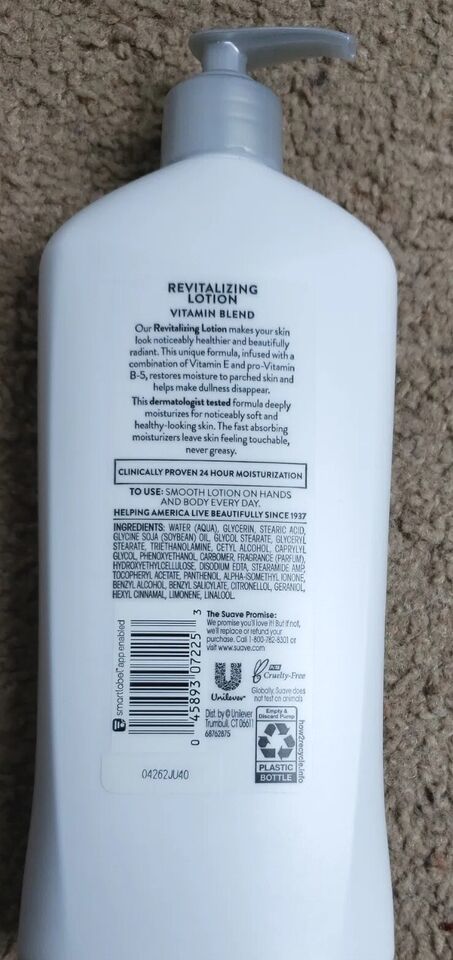 REVITALIZING
LOTION
VITAMIN BLEND
Our Revitalizing Lotion makes your skin
look noticeably healthier and beautifully
radiant. This unique formula, infused with a
combination of Vitamin E and pro-Vitamin
B-5, restores moisture to parched skin and
helps make dullness disappear.
This dermatologist tested formula deeply
moisturizes for noticeably soft and
healthy-looking skin. The fast absorbing
moisturizers leave skin feeling touchable,
never greasy.
CLINICALLY PROVEN 24 HOUR MOISTURIZATION
TO USE: SMOOTH LOTION ON HANDS
AND BODY EVERY DAY.
HELPING AMERICA LIVE BEAUTIFULLY SINCE 1937
INGREDIENTS: WATER (AQUA), GLYCERIN, STEARIC ACID,
GLYCINE SOJA (SOYBEAN) OIL, GLYCOL STEARATE, GLYCERYL
STEARATE, TRIETHANOLAMINE, CETYL ALCOHOL, CAPRYLYL
GLYCOL, PHENOXYETHANOL, CARBOMER, FRAGRANCE (PARFUM),
HYDROXYETHYLCELLULOSE, DISODIUM EDTA, STEARAMIDE AMP,
TOCOPHERYL ACETATE, PANTHENOL, ALPHA-ISOMETHYL IONONE,
BENZYL ALCOHOL, BENZYL SALICYLATE, CITRONELLOL, GERANIOL,
HEXYL CINNAMAL, LIMONENE, LINALOOL.
smartlabel app enabled
0 45893 07225 3
The Suave Promise:
We promise you'll love it! But if not,
we'll replace or refund your
purchase. Call 1-800-782-8301 or
visit www.suave.com
Unilever
Cruelty-Free
Globally, Suave does
not test on animals
Dist. by © Unilever
Trumbull, CT 06611
68762875
Empty &
Discard Pump
PLASTIC
BOTTLE
how2recycle.info
04262JU40